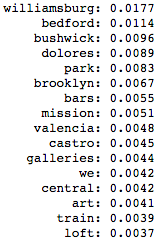 williamsburg: 0.0177
bedford: 0.0114
bushwick: 0.0096
dolores: 0.0089
park: 0.0083
brooklyn: 0.0067
bars: 0.0055
mission: 0.0051
valencia: 0.0048
castro: 0.0045
galleries: 0.0044
we: 0.0042
central: 0.0042
art: 0.0041
train: 0.0039
loft: 0.0037